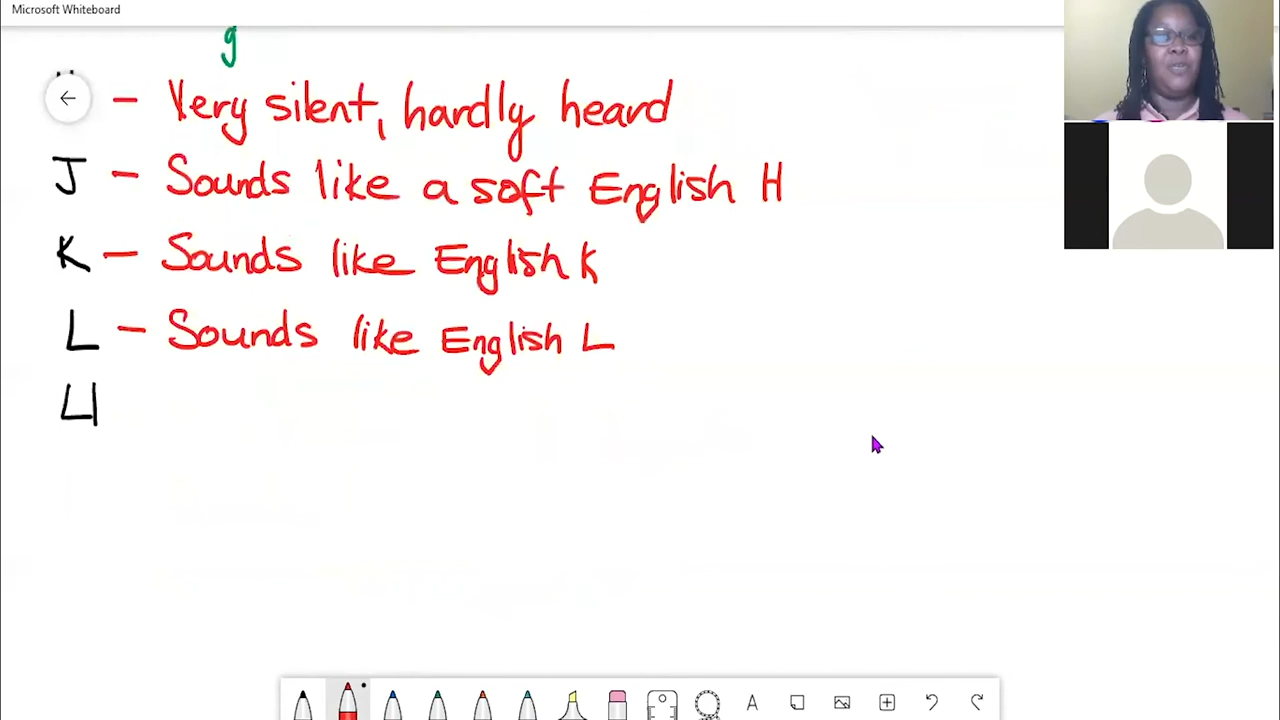 Microsoft Whiteboard
g
- Very silent, hardly heard
J - Sounds like a soft English H
K - Sounds like English K
L - Sounds like English L
Ll
A